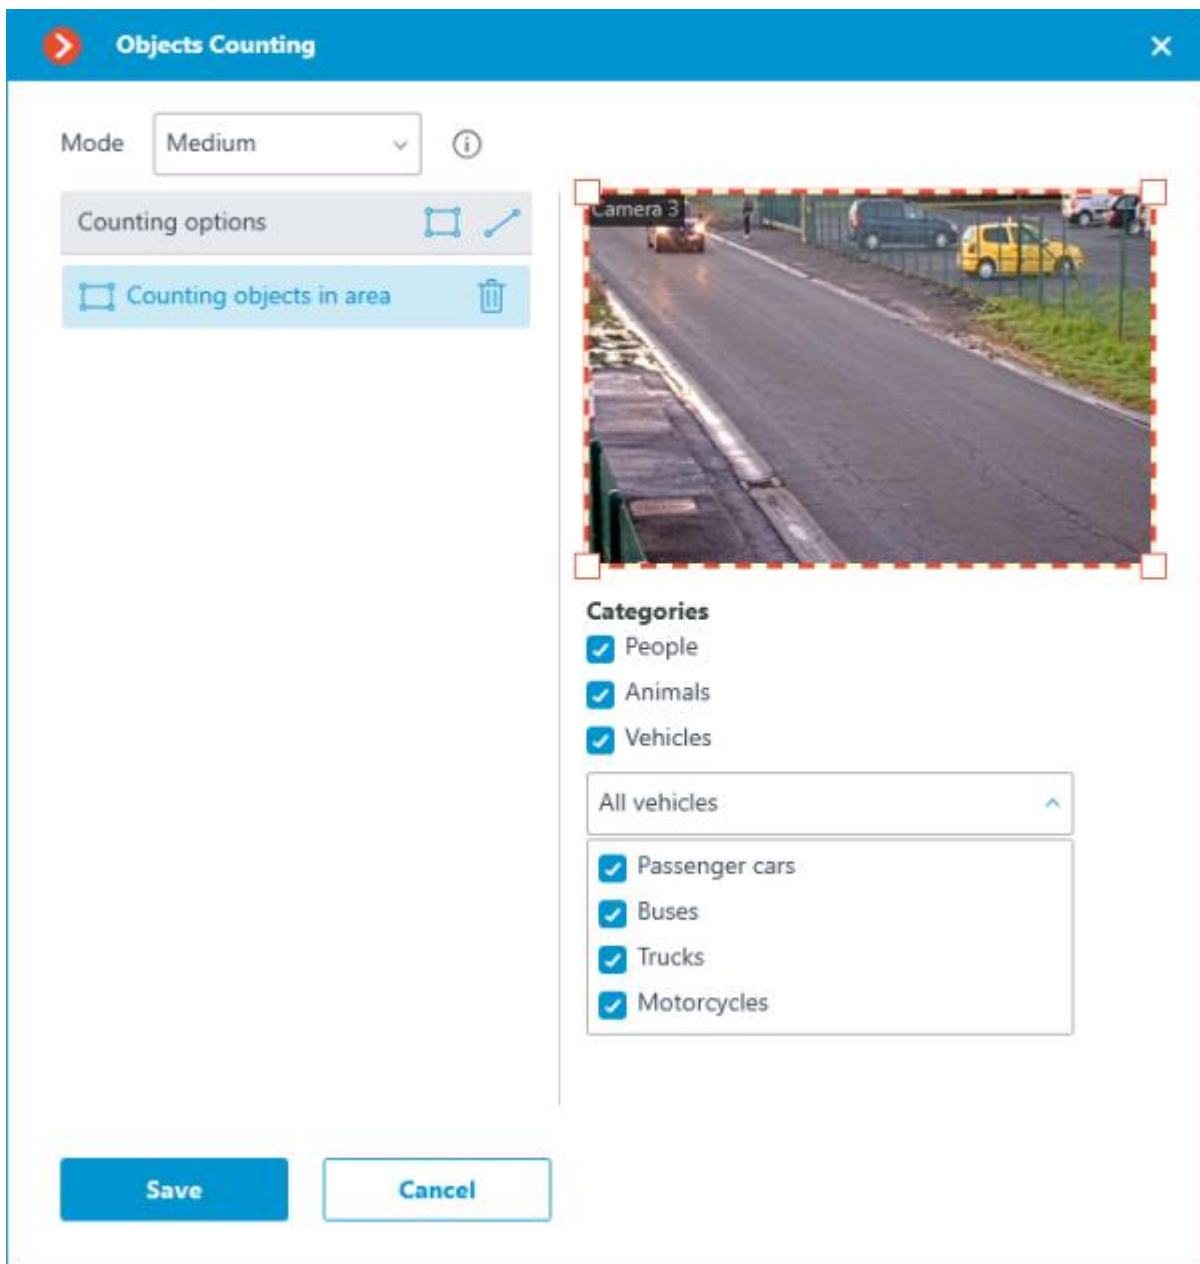 Objects Counting
Mode Medium
Counting options
Counting objects in area
Camera 3
Categories
People
Animals
Vehicles
All vehicles
Passenger cars
Buses
Trucks
Motorcycles
Save Cancel